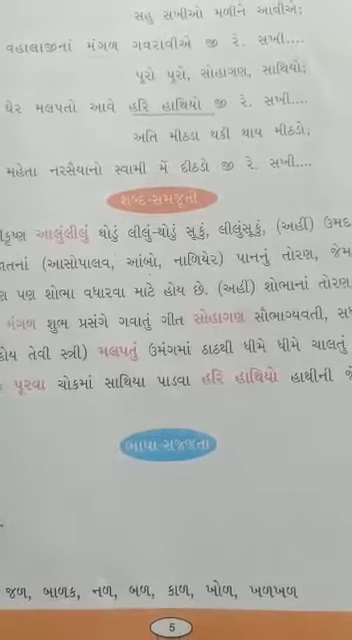 સહુ સખીઓ મળીને આવીએ;
વહાલાજીનાં મંગળ ગવરાવીએ જી રે. સખી....
પૂરો પૂરો, સોહાગણ, સાથિયો;
ઘેર મલપતો આવે હરિ હાથિયો જી રે. સખી....
અતિ મીઠડા થકી થાય મીઠડો;
મહેતા નરસૈયાનો સ્વામી મેં દીઠડો જી રે. સખી....
શબ્દ-સમજૂતી
આલુંલીલું થોડું લીલું-થોડું સૂકું, લીલુંસૂકું, (અહીં) ઉમદા
(આસોપાલવ, આંબો, નાળિયેર) પાનનું તોરણ, જેમ
પણ શોભા વધારવા માટે હોય છે. (અહીં) શોભાનાં તોરણ
મંગળ શુભ પ્રસંગે ગવાતું ગીત સોહાગણ સૌભાગ્યવતી,
હોય તેવી સ્ત્રી) મલપતું ઉમંગમાં ઠાઠથી ધીમે ધીમે ચાલતું
પૂરવા ચોકમાં સાથિયા પાડવા હરિ હાથિયો હાથીની
ભાષા-સજ્જતા
જળ, બાળક, નળ, બળ, કાળ, ખોળ, ખળખળ
5